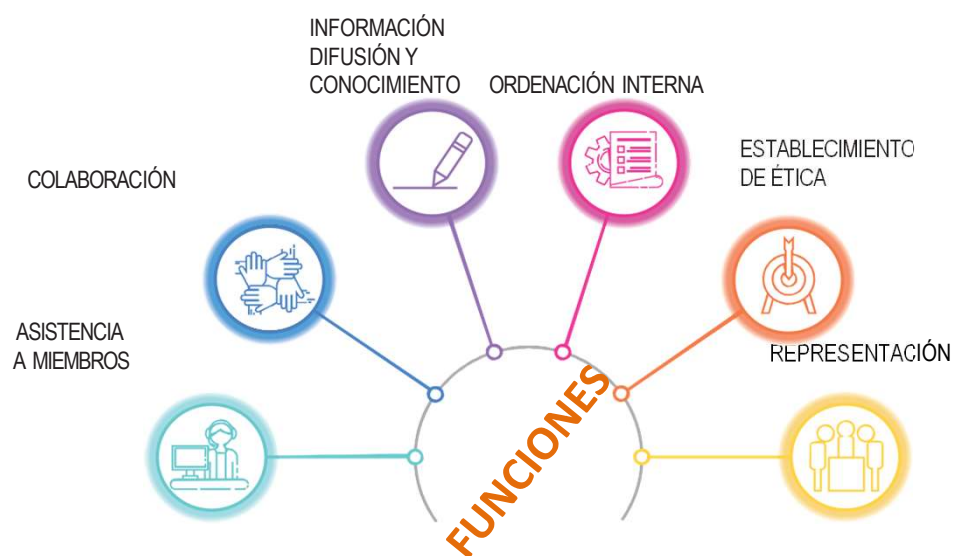 INFORMACIÓN
DIFUSIÓN Y
CONOCIMIENTO
ORDENACIÓN INTERNA
ESTABLECIMIENTO
DE ÉTICA
COLABORACIÓN
ASISTENCIA
A MIEMBROS
REPRESENTACIÓN
FUNCIONES